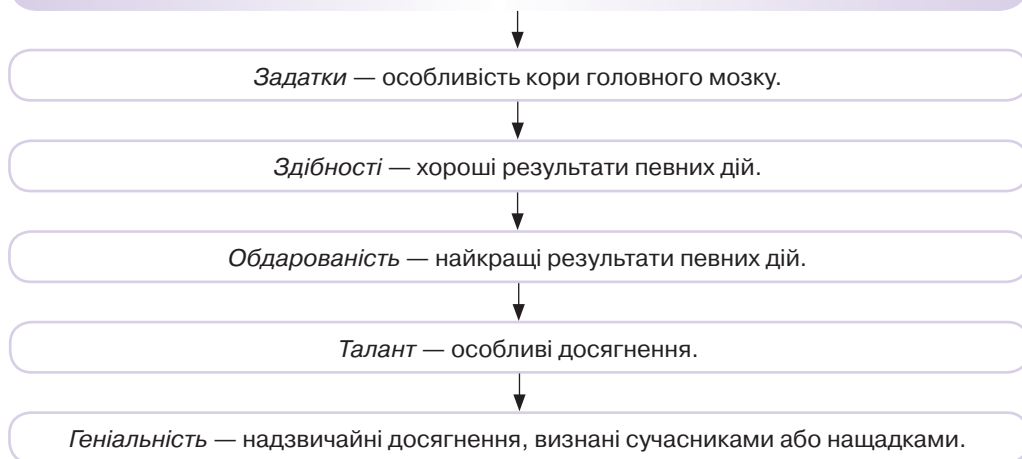 Задатки — особливість кори головного мозку.
Здібності — хороші результати певних дій.
Обдарованість — найкращі результати певних дій.
Талант — особливі досягнення.
Геніальність — надзвичайні досягнення, визнані сучасниками або нащадками.